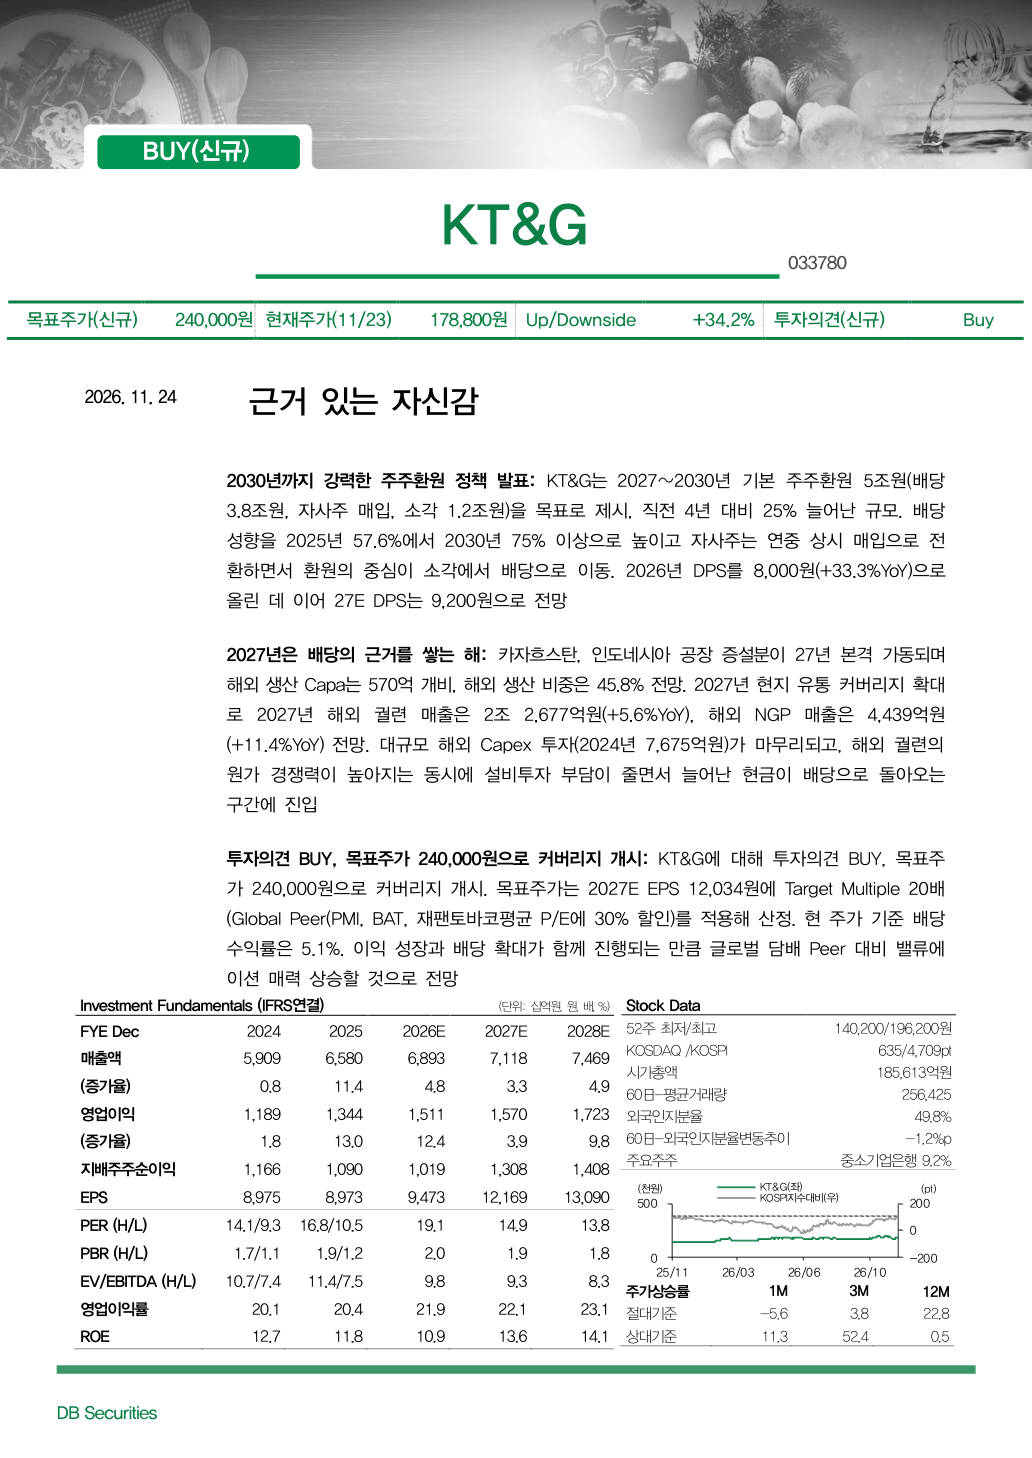 BUY(신규)
KT&G
033780
목표주가(신규) 240,000원 현재주가(11/23) 178,800원 Up/Downside +34.2% 투자의견(신규) Buy
2026. 11. 24
근거 있는 자신감
2030년까지 강력한 주주환원 정책 발표: KT&G는 2027~2030년 기본 주주환원 5조원(배당
3.8조원, 자사주 매입, 소각 1.2조원)을 목표로 제시, 직전 4년 대비 25% 늘어난 규모. 배당
성향을 2025년 57.6%에서 2030년 75% 이상으로 높이고 자사주는 연중 상시 매입으로 전
환하면서 환원의 중심이 소각에서 배당으로 이동. 2026년 DPS를 8,000원(+33.3%YoY)으로
올린 데 이어 27E DPS는 9,200원으로 전망
2027년은 배당의 근거를 쌓는 해: 카자흐스탄, 인도네시아 공장 증설분이 27년 본격 가동되며
해외 생산 Capa는 570억 개비, 해외 생산 비중은 45.8% 전망. 2027년 현지 유통 커버리지 확대
로 2027년 해외 궐련 매출은 2조 2,677억원(+5.6%YoY), 해외 NGP 매출은 4,439억원
(+11.4%YoY) 전망. 대규모 해외 Capex 투자(2024년 7,675억원)가 마무리되고, 해외 궐련의
원가 경쟁력이 높아지는 동시에 설비투자 부담이 줄면서 늘어난 현금이 배당으로 돌아오는
구간에 진입
투자의견 BUY, 목표주가 240,000원으로 커버리지 개시: KT&G에 대해 투자의견 BUY, 목표주
가 240,000원으로 커버리지 개시. 목표주가는 2027E EPS 12,034원에 Target Multiple 20배
(Global Peer(PMI, BAT, 재팬토바코평균 P/E에 30% 할인)를 적용해 산정. 현 주가 기준 배당
수익률은 5.1%. 이익 성장과 배당 확대가 함께 진행되는 만큼 글로벌 담배 Peer 대비 밸류에
이션 매력 상승할 것으로 전망
Investment Fundamentals (IFRS연결) (단위: 십억원, 원, 배, %)
FYE Dec 2024 2025 2026E 2027E 2028E
매출액 5,909 6,580 6,893 7,118 7,469
(증가율) 0.8 11.4 4.8 3.3 4.9
영업이익 1,189 1,344 1,511 1,570 1,723
(증가율) 1.8 13.0 12.4 3.9 9.8
지배주주순이익 1,166 1,090 1,019 1,308 1,408
EPS 8,975 8,973 9,473 12,169 13,090
PER (H/L) 14.1/9.3 16.8/10.5 19.1 14.9 13.8
PBR (H/L) 1.7/1.1 1.9/1.2 2.0 1.9 1.8
EV/EBITDA (H/L) 10.7/7.4 11.4/7.5 9.8 9.3 8.3
영업이익률 20.1 20.4 21.9 22.1 23.1
ROE 12.7 11.8 10.9 13.6 14.1
Stock Data
52주 최저/최고 140,200/196,200원
KOSDAQ /KOSPI 635/4,709pt
시가총액 185,613억원
60日-평균거래량 256,425
외국인지분율 49.8%
60日-외국인지분율변동추이 -1.2%p
주요주주 중소기업은행 9.2%
(천원) KT&G(좌) (pt)
500 KOSPI지수대비(우) 200
0
0 -200
25/11 26/03 26/06 26/10
주가상승률 1M 3M 12M
절대기준 -5.6 3.8 22.8
상대기준 11.3 52.4 0.5
DB Securities